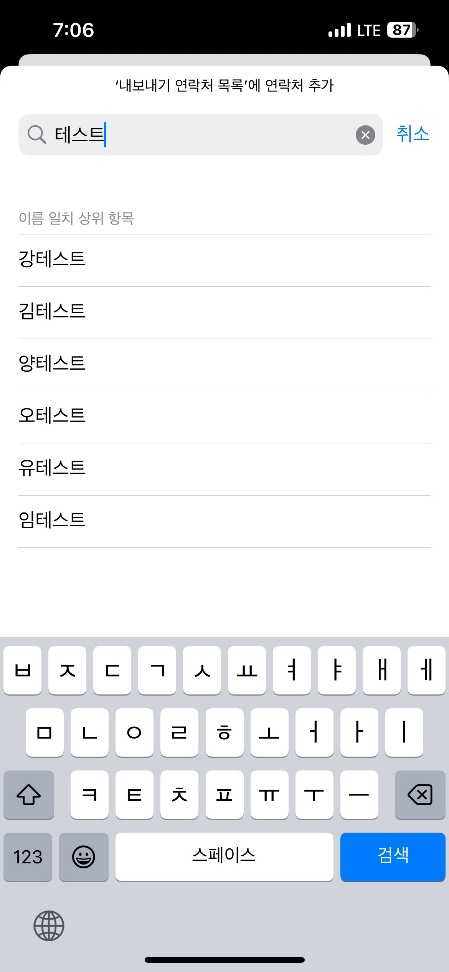 7:06 LTE 87
‘내보내기 연락처 목록’에 연락처 추가
테스트 취소
이름 일치 상위 항목
강테스트
김테스트
양테스트
오테스트
유테스트
임테스트
ㅂ ㅈ ㄷ ㄱ ㅅ ㅛ ㅕ ㅑ ㅐ ㅔ
ㅁ ㄴ ㅇ ㄹ ㅎ ㅗ ㅓ ㅏ ㅣ
ㅋ ㅌ ㅊ ㅍ ㅠ ㅜ ㅡ
123 스페이스 검색